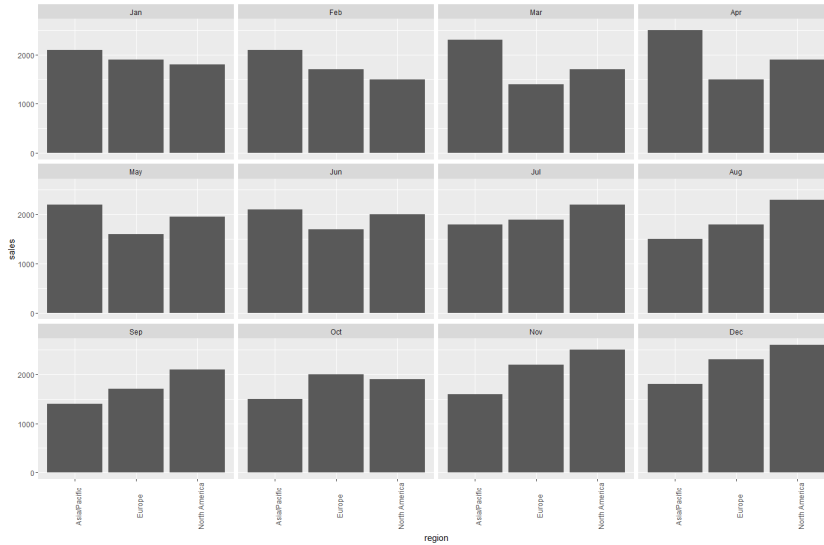 Jan Feb Mar Apr
2000
1000
0
May Jun Jul Aug
2000
1000
0
sales
Sep Oct Nov Dec
2000
1000
0
Asia/Pacific Europe North America Asia/Pacific Europe North America Asia/Pacific Europe North America Asia/Pacific Europe North America
region